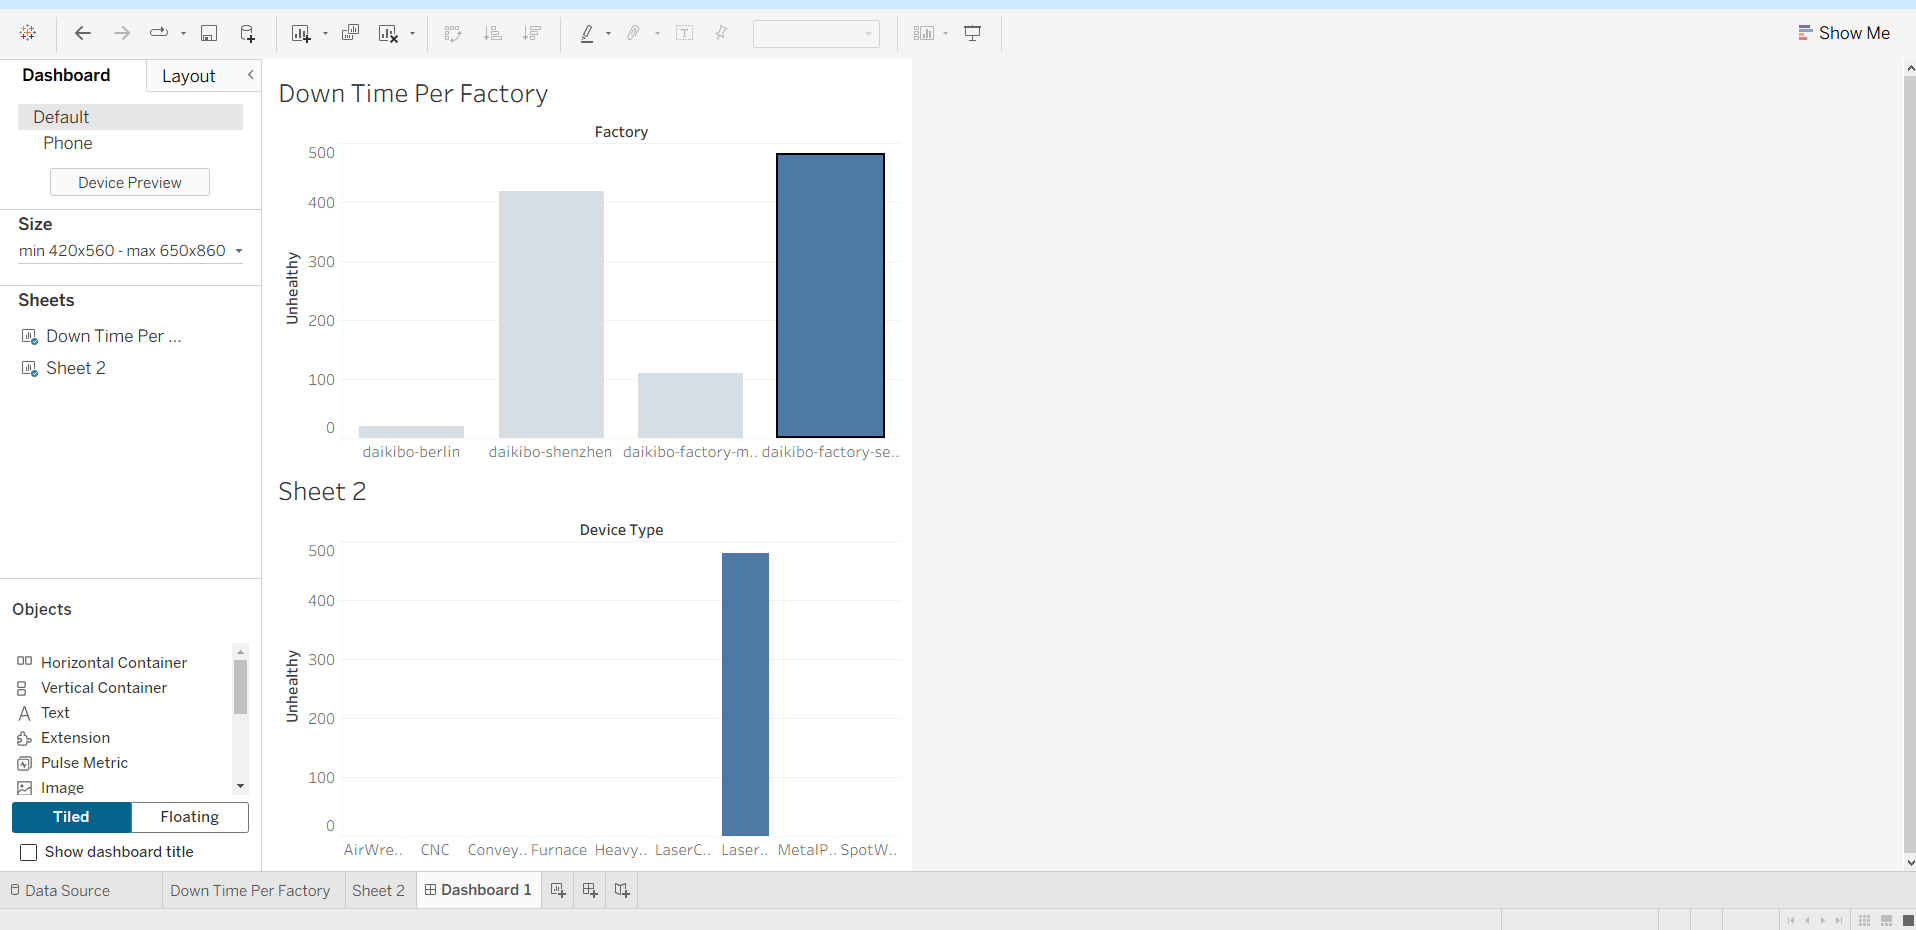 Show Me
Dashboard
Layout
Default
Phone
Device Preview
Size
min 420x560 - max 650x860
Sheets
Down Time Per ...
Sheet 2
Objects
Horizontal Container
Vertical Container
Text
Extension
Pulse Metric
Image
Tiled
Floating
Show dashboard title
Down Time Per Factory
Factory
Unhealthy
500
400
300
200
100
0
daikibo-berlin
daikibo-shenzhen
daikibo-factory-m..
daikibo-factory-se..
Sheet 2
Device Type
Unhealthy
500
400
300
200
100
0
AirWre..
CNC
Convey..
Furnace
Heavy..
LaserC..
Laser..
MetalP..
SpotW..
Data Source
Down Time Per Factory
Sheet 2
Dashboard 1